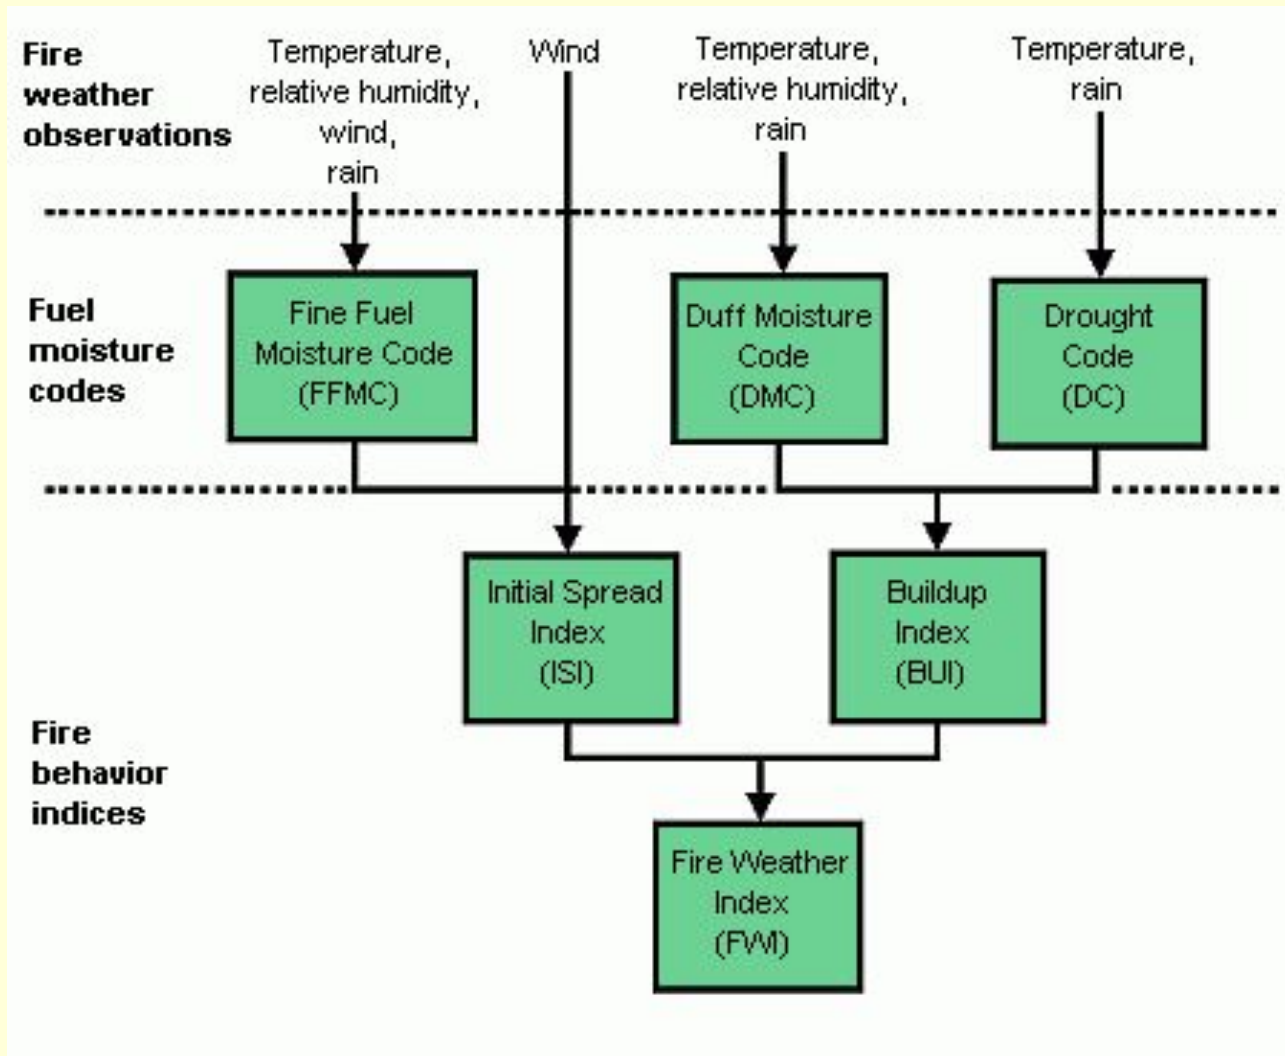 Fire
weather
observations
Temperature,
relative humidity,
wind,
rain
Wind
Temperature,
relative humidity,
rain
Temperature,
rain
Fuel
moisture
codes
Fine Fuel
Moisture Code
(FFMC)
Duff Moisture
Code
(DMC)
Drought
Code
(DC)
Fire
behavior
indices
Initial Spread
Index
(ISI)
Buildup
Index
(BUI)
Fire Weather
Index
(FWI)